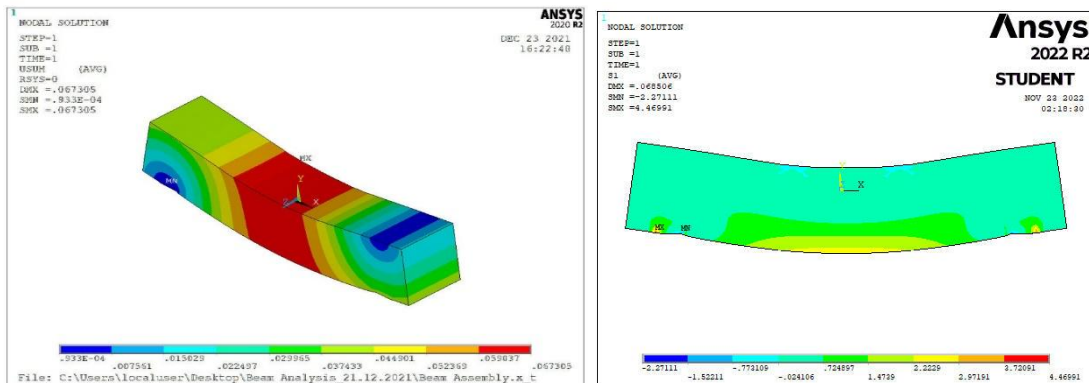 1
NODAL SOLUTION
STEP=1
SUB =1
TIME=1
USUM (AVG)
RSYS=0
DMX =.067305
SMN =.933E-04
SMX =.067305
ANSYS
2020 R2
DEC 23 2021
16:22:40
MX
MN
Y
Z
X
.933E-04 .015029 .029965 .044901 .059837
.007561 .022497 .037433 .052369 .067305
File: C:\Users\localuser\Desktop\Beam Analysis_21.12.2021\Beam Assembly.x_t
1
NODAL SOLUTION
STEP=1
SUB =1
TIME=1
S1 (AVG)
DMX =.068506
SMN =-2.27111
SMX =4.46991
Ansys
2022 R2
STUDENT
NOV 23 2022
02:18:30
Y
X
MX
MN
-2.27111 -.773109 .724897 2.2229 3.72091
-1.52211 -.024106 1.4739 2.97191 4.46991